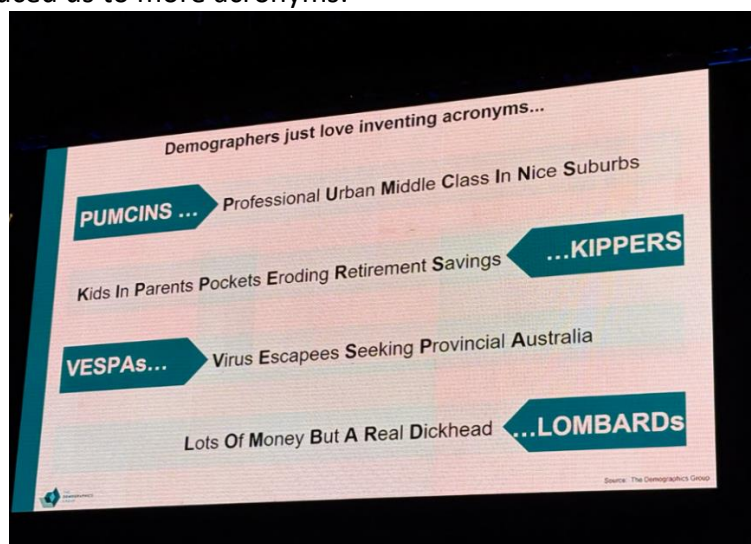 Demographers just love inventing acronyms...
PUMCINS ... Professional Urban Middle Class In Nice Suburbs
Kids In Parents Pockets Eroding Retirement Savings ...KIPPERS
VESPAs... Virus Escapees Seeking Provincial Australia
Lots Of Money But A Real Dickhead ...LOMBARDs
Source: The Demographics Group